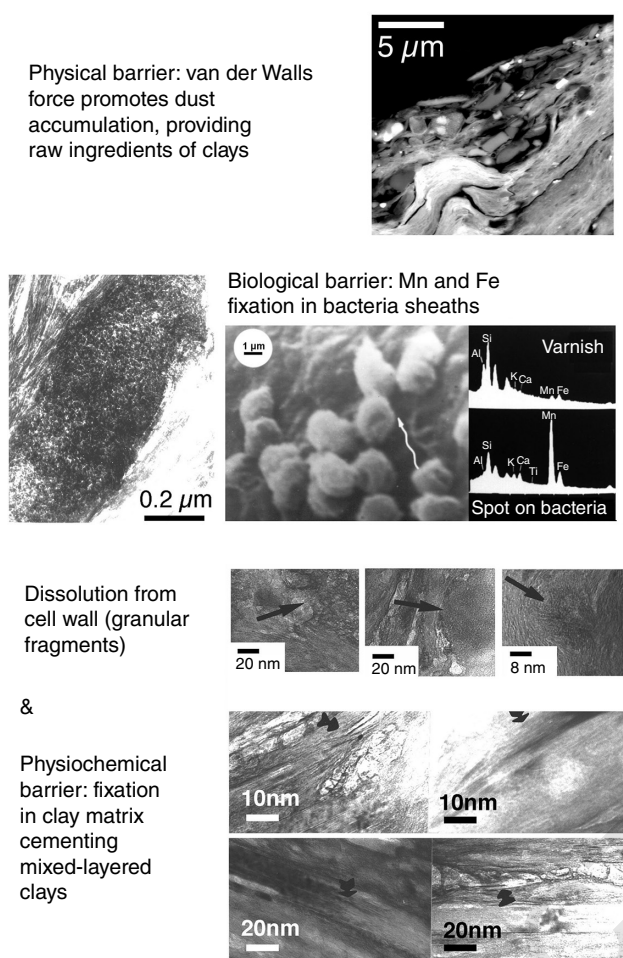 Physical barrier: van der Walls
force promotes dust
accumulation, providing
raw ingredients of clays
5 µm
Biological barrier: Mn and Fe
fixation in bacteria sheaths
0.2 µm
1 µm
Varnish
Si
Al
K
Ca
Mn
Fe
Mn
Si
Al
K
Ca
Ti
Fe
Spot on bacteria
Dissolution from
cell wall (granular
fragments)
20 nm
20 nm
8 nm
&
Physiochemical
barrier: fixation
in clay matrix
cementing
mixed-layered
clays
10nm
10nm
20nm
20nm